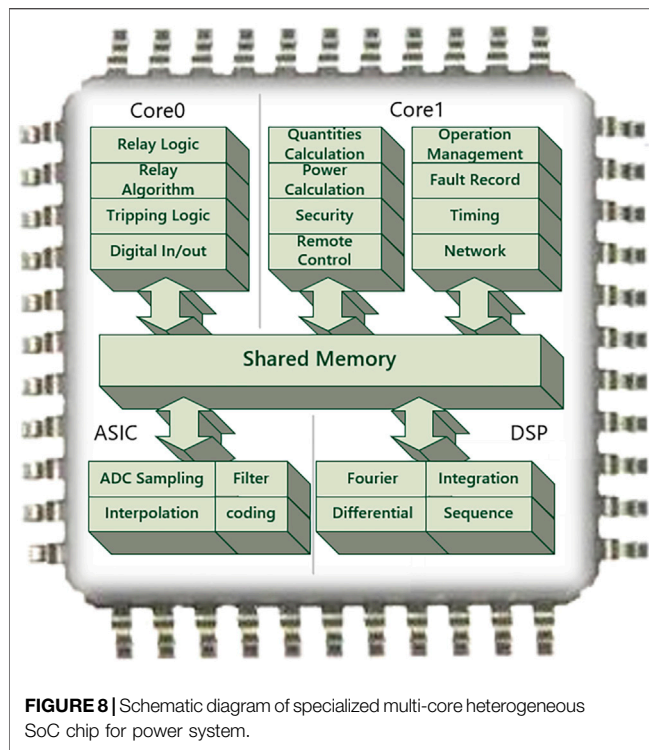 Core0
Core1
Relay Logic
Relay
Algorithm
Tripping Logic
Digital In/out
Quantities
Calculation
Power
Calculation
Security
Remote
Control
Operation
Management
Fault Record
Timing
Network
Shared Memory
ASIC
DSP
ADC Sampling
Filter
Interpolation
coding
Fourier
Integration
Differential
Sequence
FIGURE 8 | Schematic diagram of specialized multi-core heterogeneous
SoC chip for power system.